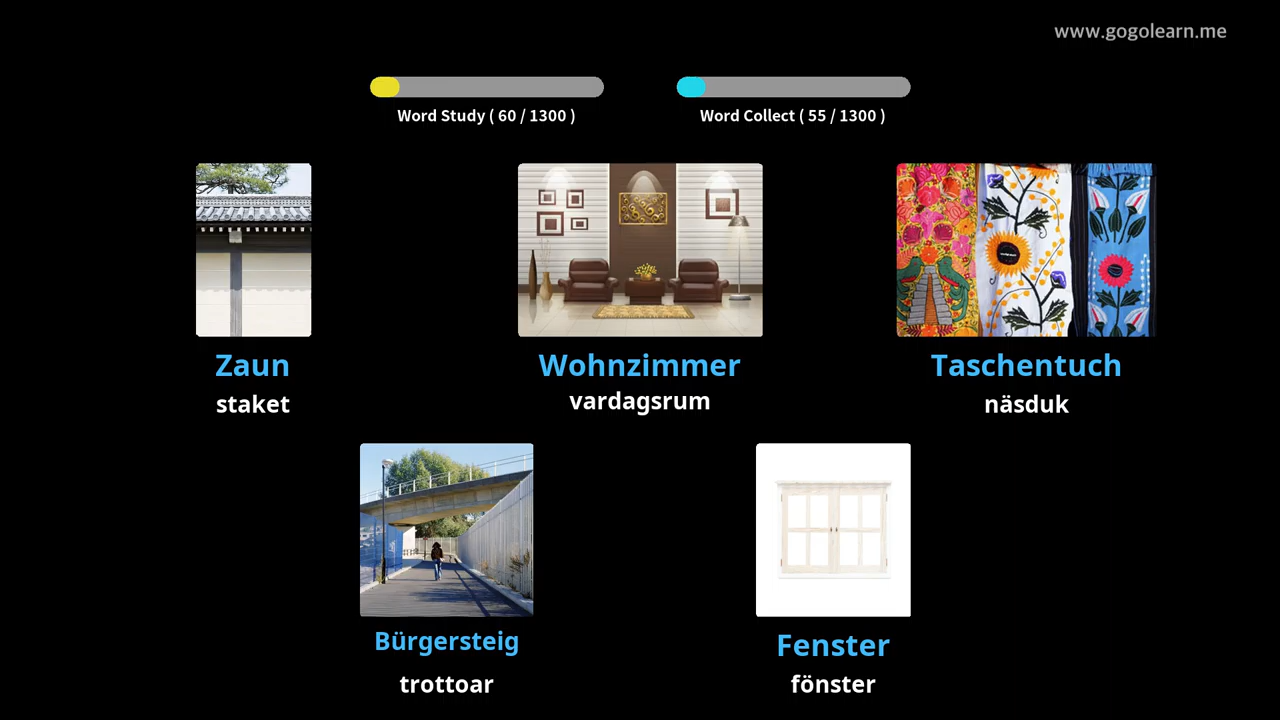 www.gogolearn.me
Word Study ( 60 / 1300 )
Word Collect ( 55 / 1300 )
Zaun
staket
Wohnzimmer
vardagsrum
Taschentuch
näsduk
Bürgersteig
trottoar
Fenster
fönster